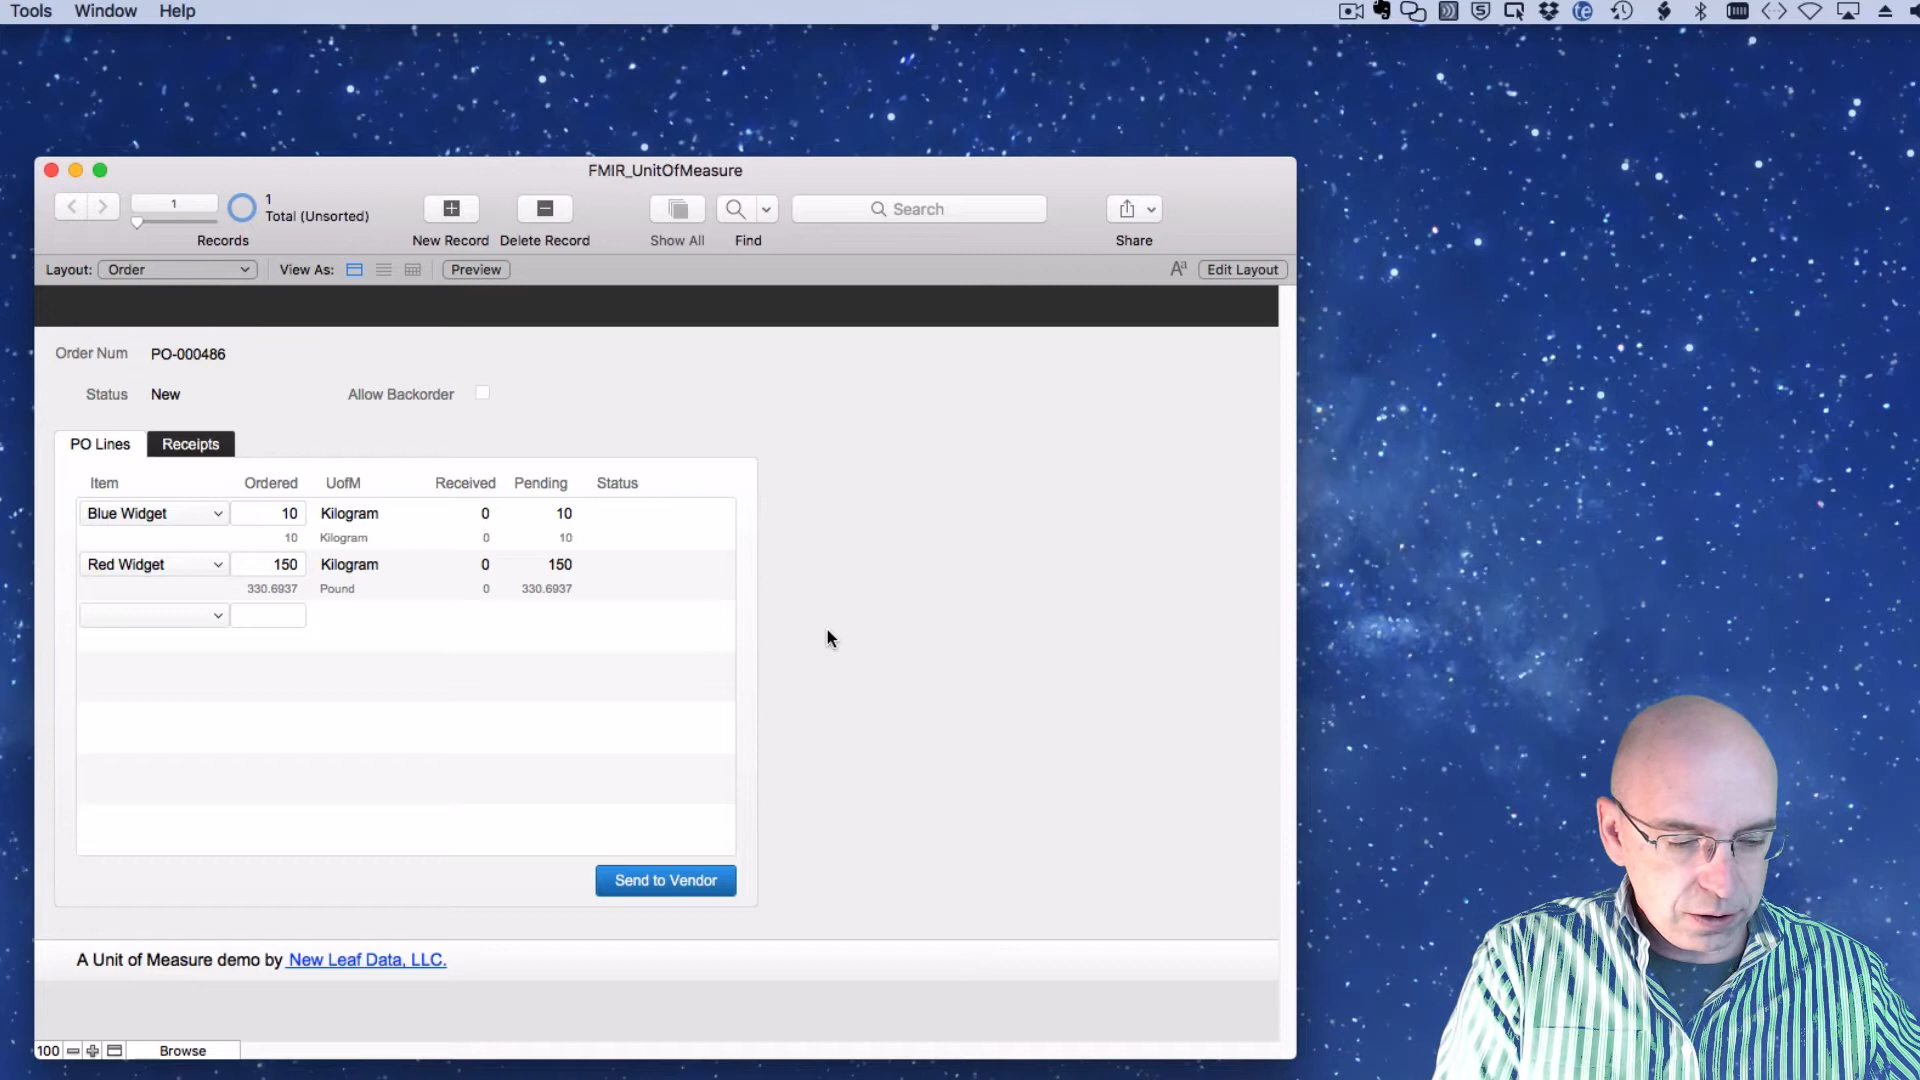 Tools Window Help
FMIR_UnitOfMeasure
1
1
Total (Unsorted)
Search
Records New Record Delete Record Show All Find Share
Layout: Order View As: Preview Aa Edit Layout
Order Num PO-000486
Status New Allow Backorder
PO Lines Receipts
Item Ordered UofM Received Pending Status
Blue Widget 10 Kilogram 0 10
10 Kilogram 0 10
Red Widget 150 Kilogram 0 150
330.6937 Pound 0 330.6937
Send to Vendor
A Unit of Measure demo by New Leaf Data, LLC.
100 Browse